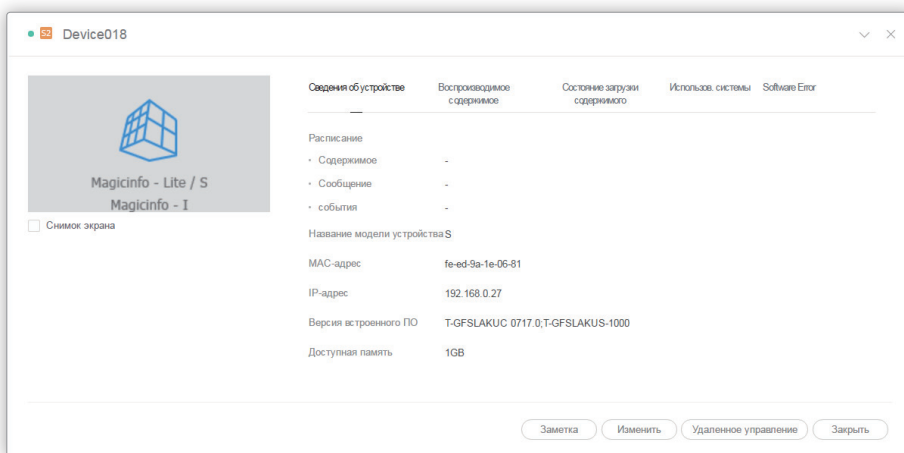 S2 Device018
Сведения об устройстве
Воспроизводимое
содержимое
Состояние загрузки
содержимого
Использов. системы
Software Error
Magicinfo - Lite / S
Magicinfo - I
Снимок экрана
Расписание
• Содержимое -
• Сообщение -
• события -
Название модели устройства S
MAC-адрес fe-ed-9a-1e-06-81
IP-адрес 192.168.0.27
Версия встроенного ПО T-GFSLAKUC 0717.0;T-GFSLAKUS-1000
Доступная память 1GB
Заметка
Изменить
Удаленное управление
Закрыть